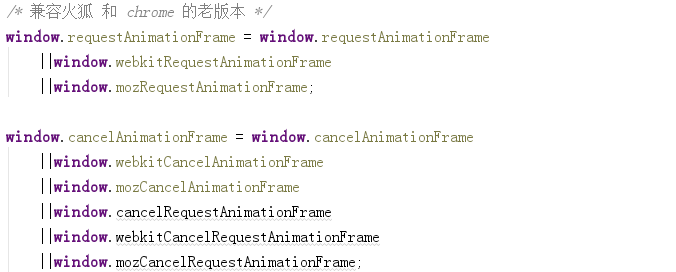 /* 兼容火狐 和 chrome 的老版本 */
window.requestAnimationFrame = window.requestAnimationFrame
||window.webkitRequestAnimationFrame
||window.mozRequestAnimationFrame;
window.cancelAnimationFrame = window.cancelAnimationFrame
||window.webkitCancelAnimationFrame
||window.mozCancelAnimationFrame
||window.cancelRequestAnimationFrame
||window.webkitCancelRequestAnimationFrame
||window.mozCancelRequestAnimationFrame;